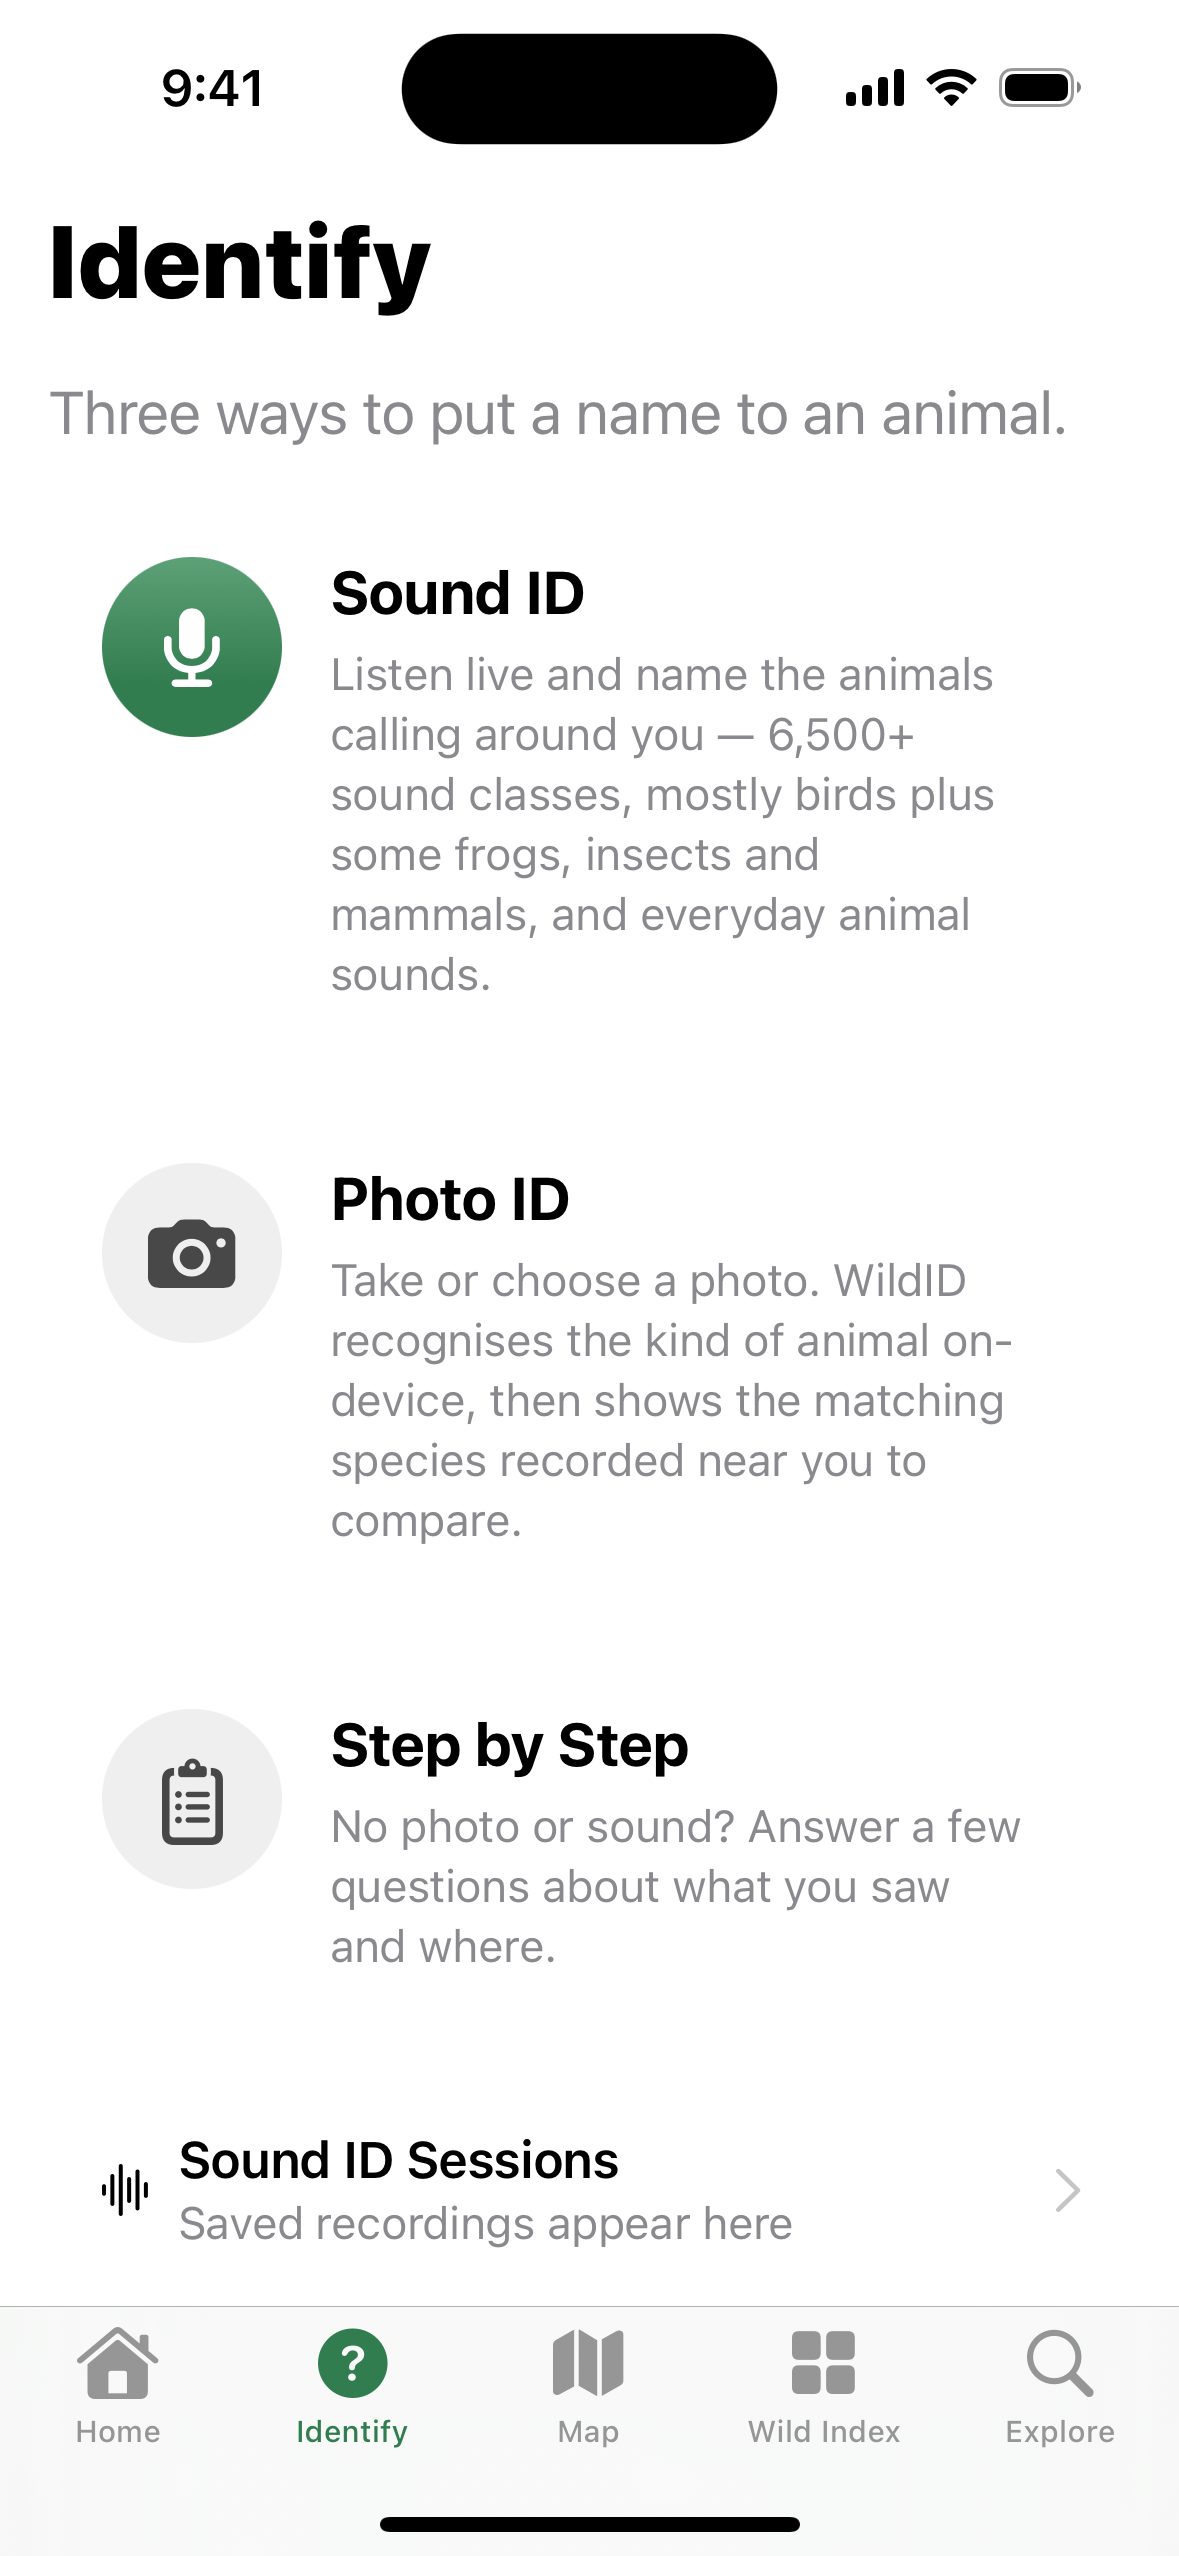 9:41
Identify
Three ways to put a name to an animal.
Sound ID
Listen live and name the animals
calling around you — 6,500+
sound classes, mostly birds plus
some frogs, insects and
mammals, and everyday animal
sounds.
Photo ID
Take or choose a photo. WildID
recognises the kind of animal on-
device, then shows the matching
species recorded near you to
compare.
Step by Step
No photo or sound? Answer a few
questions about what you saw
and where.
Sound ID Sessions
Saved recordings appear here
?
Home
Identify
Map
Wild Index
Explore